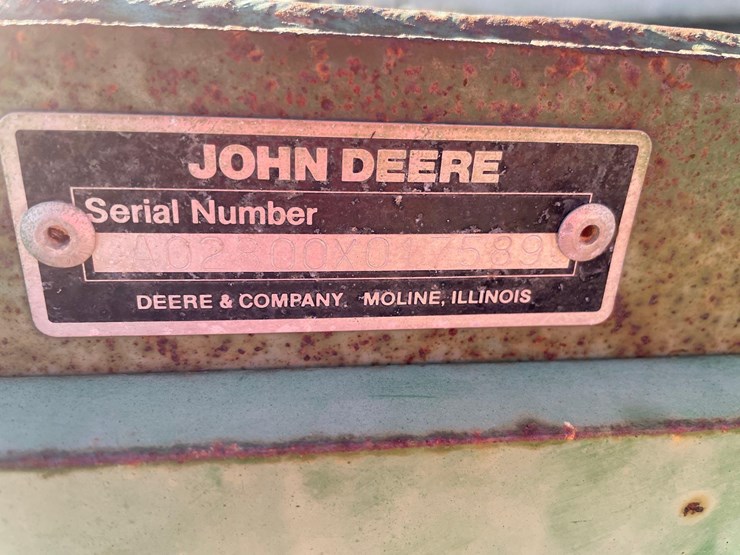 JOHN DEERE
Serial Number
DEERE & COMPANY. MOLINE, ILLINOIS